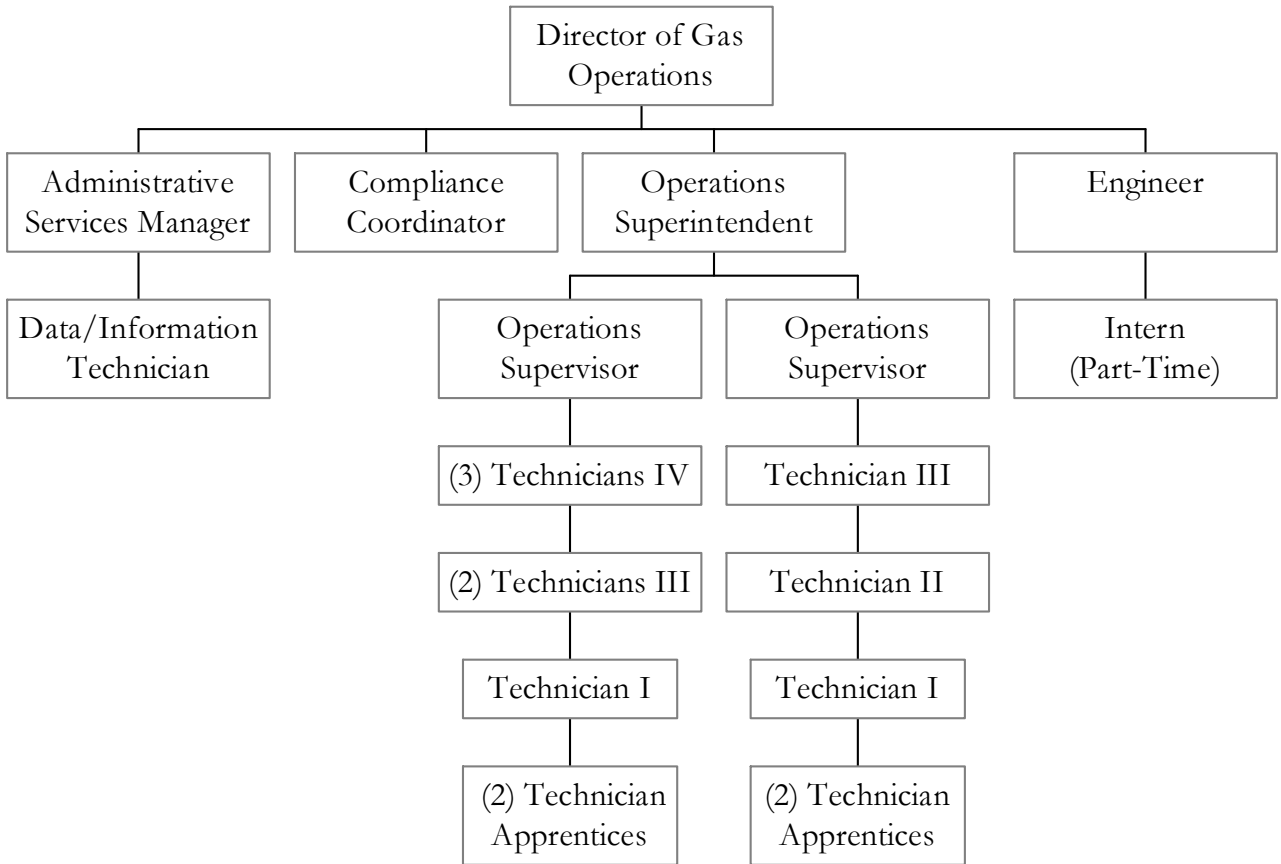 Director of Gas
Operations
Administrative
Services Manager
Compliance
Coordinator
Operations
Superintendent
Engineer
Data/Information
Technician
Operations
Supervisor
Operations
Supervisor
Intern
(Part-Time)
(3) Technicians IV
Technician III
(2) Technicians III
Technician II
Technician I
Technician I
(2) Technician
Apprentices
(2) Technician
Apprentices